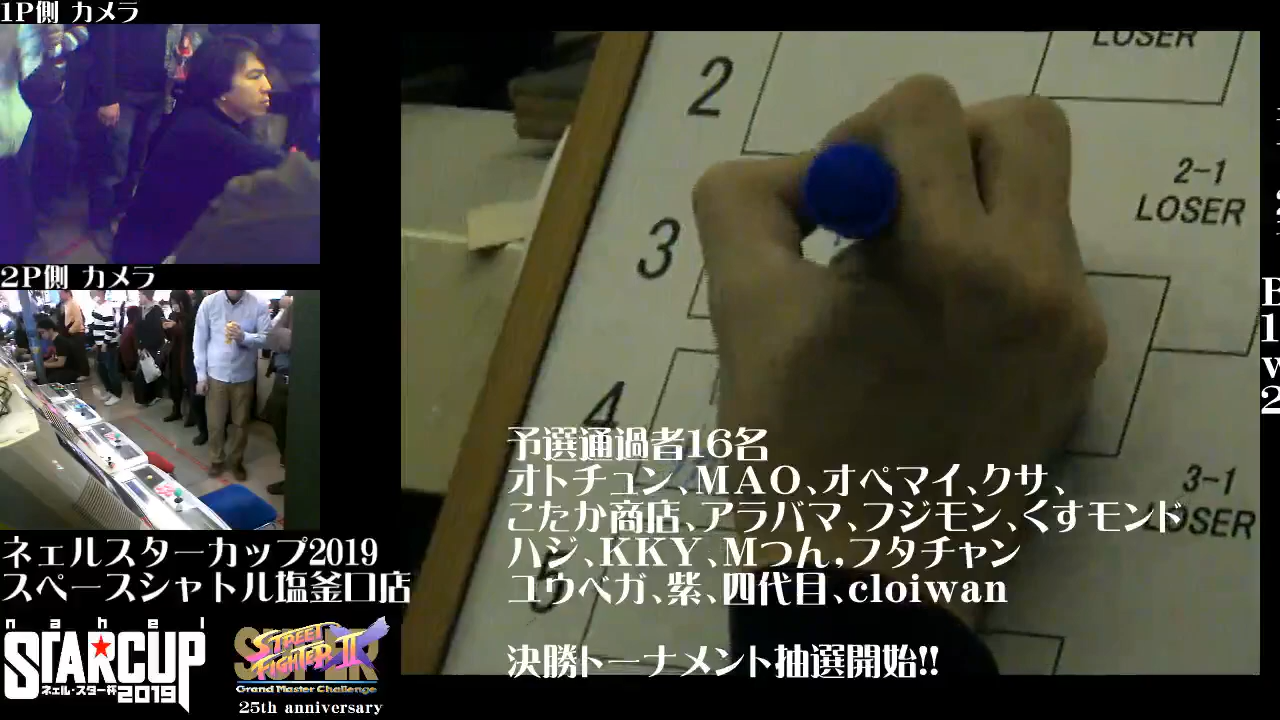 1P側 カメラ
2P側 カメラ
ネェルスターカップ2019
スペースシャトル塩釜口店
nahel
STARCUP
ネェル・スター杯 2019
SUPER
STREET
FIGHTER II
Grand Master Challenge
25th anniversary
LOSER
2
2-1
LOSER
3
4
3-1
LOSER
5
予選通過者16名
オトチュン、MAO、オペマイ、クサ、
こたか商店、アラバマ、フジモン、くすモンド
ハジ、KKY、Mつん,フタチャン
ユウベガ、紫、四代目、cloiwan
決勝トーナメント抽選開始!!